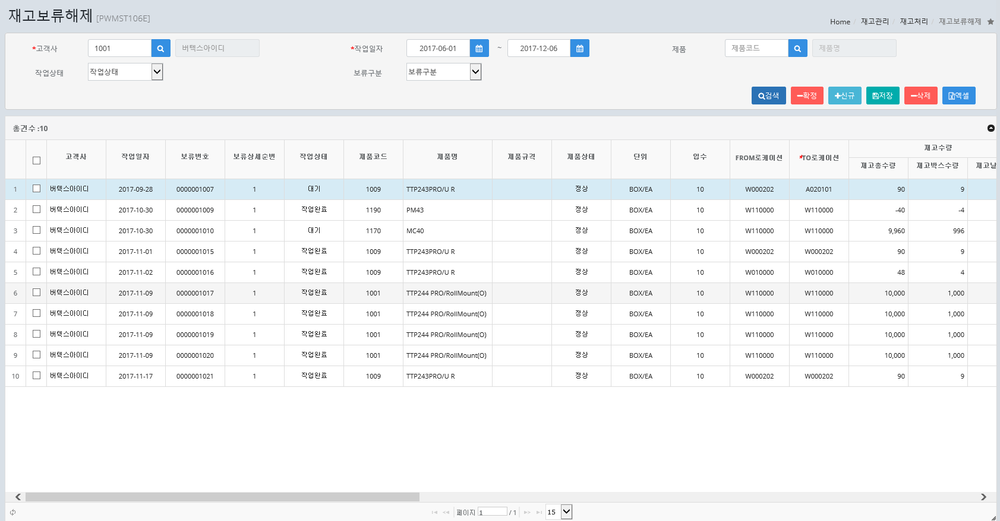 재고보류해제 [PWMST106E]
Home / 재고관리 / 재고처리 / 재고보류해제
*고객사 1001 버텍스아이디 *작업일자 2017-06-01 ~ 2017-12-06 제품 제품코드 제품명
작업상태 작업상태 보류구분 보류구분
검색 확정 신규 저장 삭제 엑셀
총건수 :10
고객사 작업일자 보류번호 보류상세순번 작업상태 제품코드 제품명 제품규격 제품상태 단위 입수 FROM로케이션 *TO로케이션 재고수량
재고총수량 재고박스수량 재고낱
1 버텍스아이디 2017-09-28 0000001007 1 대기 1009 TTP243PRO/U R 정상 BOX/EA 10 W000202 A020101 90 9
2 버텍스아이디 2017-10-30 0000001009 1 작업완료 1190 PM43 정상 BOX/EA 10 W110000 W110000 -40 -4
3 버텍스아이디 2017-10-30 0000001010 1 대기 1170 MC40 정상 BOX/EA 10 W110000 W110000 9,960 996
4 버텍스아이디 2017-11-01 0000001015 1 작업완료 1009 TTP243PRO/U R 정상 BOX/EA 10 W000202 W000202 90 9
5 버텍스아이디 2017-11-02 0000001016 1 작업완료 1009 TTP243PRO/U R 정상 BOX/EA 10 W010000 W010000 48 4
6 버텍스아이디 2017-11-09 0000001017 1 작업완료 1001 TTP244 PRO/RollMount(O) 정상 BOX/EA 10 W110000 W110000 10,000 1,000
7 버텍스아이디 2017-11-09 0000001018 1 작업완료 1001 TTP244 PRO/RollMount(O) 정상 BOX/EA 10 W110000 W110000 10,000 1,000
8 버텍스아이디 2017-11-09 0000001019 1 작업완료 1001 TTP244 PRO/RollMount(O) 정상 BOX/EA 10 W110000 W110000 10,000 1,000
9 버텍스아이디 2017-11-09 0000001020 1 작업완료 1001 TTP244 PRO/RollMount(O) 정상 BOX/EA 10 W110000 W110000 10,000 1,000
10 버텍스아이디 2017-11-17 0000001021 1 작업완료 1009 TTP243PRO/U R 정상 BOX/EA 10 W000202 W000202 90 9
페이지 1 / 1 15